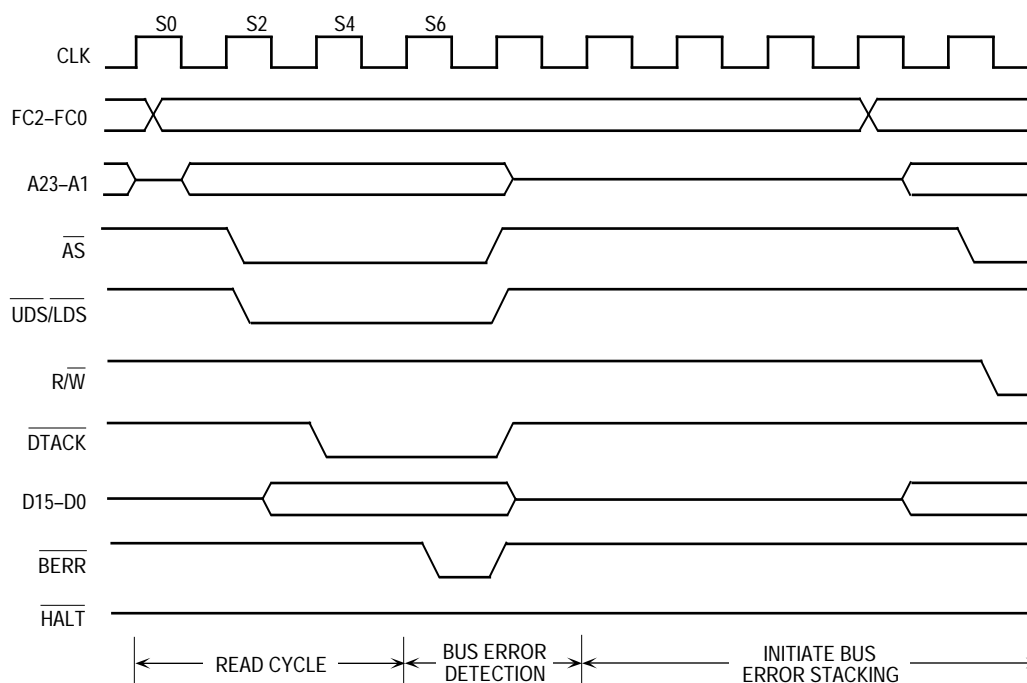 S0 S2 S4 S6
CLK
FC2–FC0
A23–A1
AS
UDS/LDS
R/W
DTACK
D15–D0
BERR
HALT
READ CYCLE
BUS ERROR
DETECTION
INITIATE BUS
ERROR STACKING